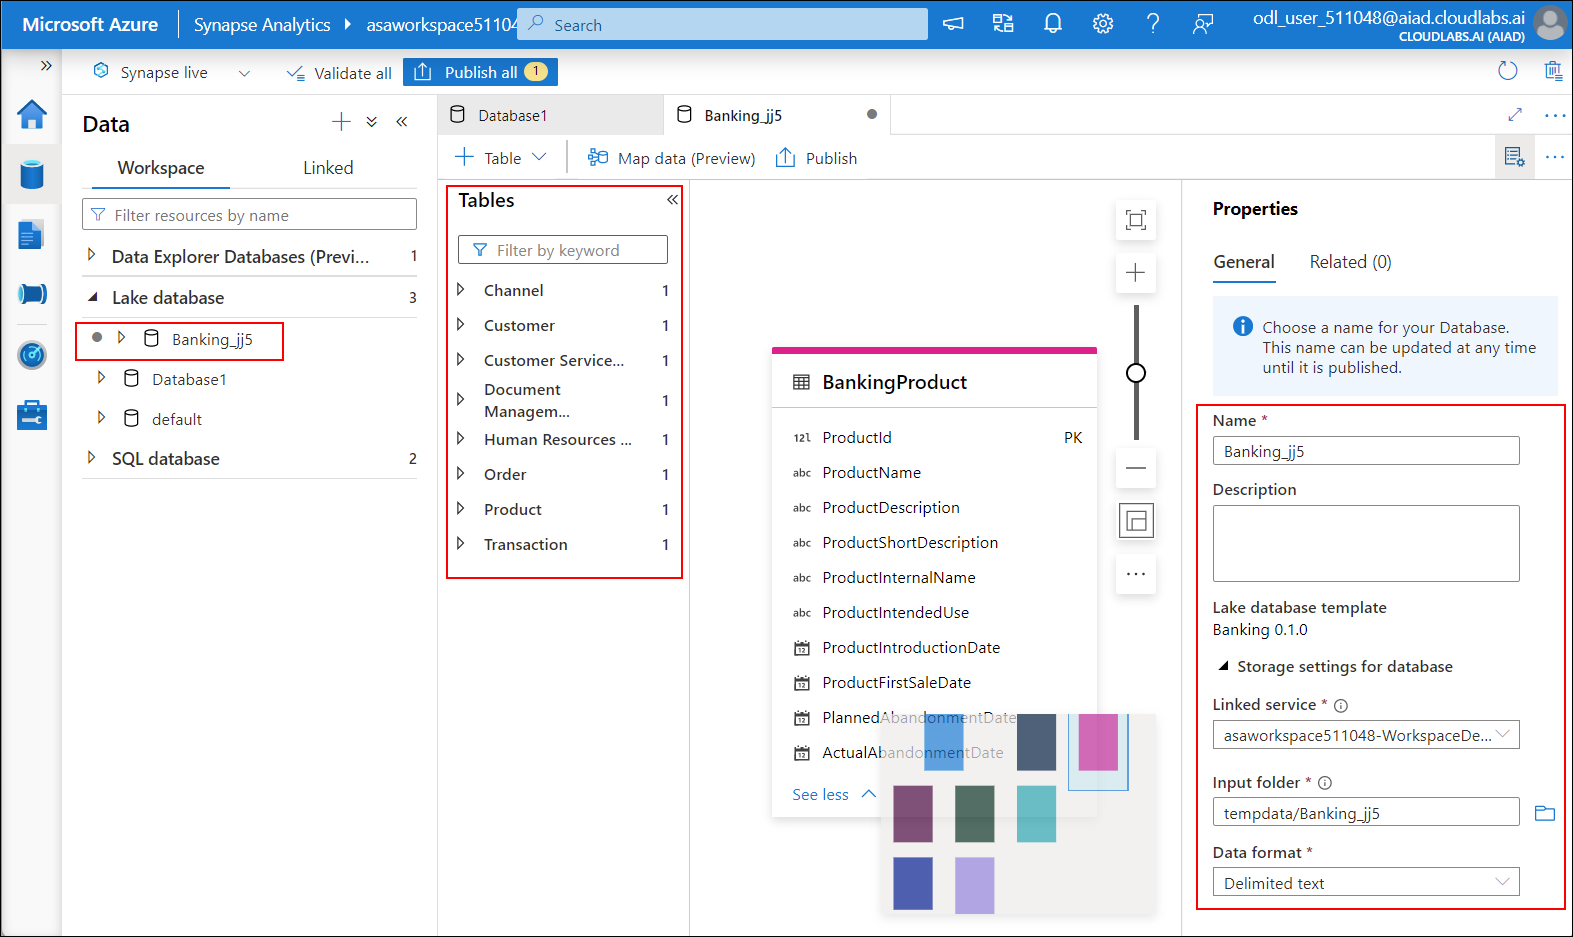 Microsoft Azure
Synapse Analytics
asaworkspace51104
Search
odl_user_511048@aiad.cloudlabs.ai
CLOUDLABS.AI (AIAD)
Synapse live
Validate all
Publish all 1
Data
Workspace
Linked
Filter resources by name
Data Explorer Databases (Previ... 1
Lake database 3
Banking_jj5
Database1
default
SQL database 2
Database1
Banking_jj5
Table
Map data (Preview)
Publish
Tables
Filter by keyword
Channel 1
Customer 1
Customer Service... 1
Document
Managem... 1
Human Resources ... 1
Order 1
Product 1
Transaction 1
BankingProduct
12L ProductId PK
abc ProductName
abc ProductDescription
abc ProductShortDescription
abc ProductInternalName
abc ProductIntendedUse
12 ProductIntroductionDate
12 ProductFirstSaleDate
12 PlannedAbandonmentDate
12 ActualAbandonmentDate
See less
Properties
General
Related (0)
Choose a name for your Database.
This name can be updated at any time
until it is published.
Name *
Banking_jj5
Description
Lake database template
Banking 0.1.0
Storage settings for database
Linked service *
asaworkspace511048-WorkspaceDe...
Input folder *
tempdata/Banking_jj5
Data format *
Delimited text